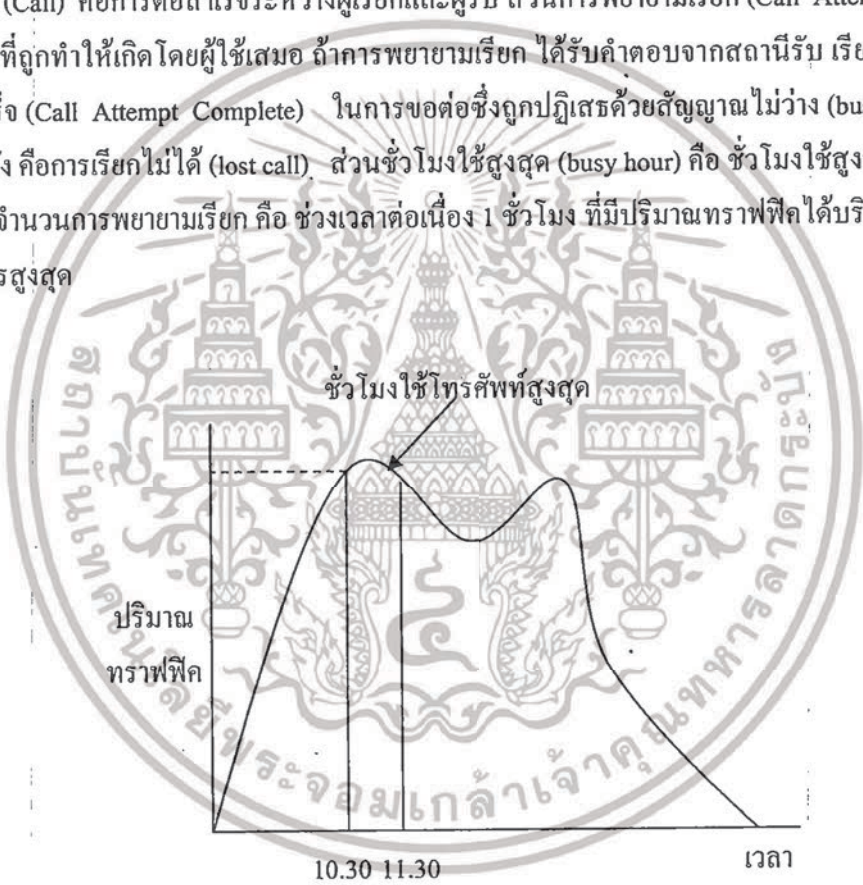 (Call) คือการต่อสำเร็จระหว่างผู้เรียกและผู้รับ ส่วนการพยายามเรียก (Call
ที่ถูกทำให้เกิดโดยผู้ใช้เสมอ ถ้าการพยายามเรียก ได้รับคำตอบจากสถานีรับ
(Call Attempt Complete) ในการขอต่อซึ่งถูกปฏิเสธด้วยสัญญาณไม่ว่าง
คือการเรียกไม่ได้ (lost call) ส่วนชั่วโมงใช้สูงสุด (busy hour) คือ ชั่วโมงใช้
จำนวนการพยายามเรียก คือ ช่วงเวลาต่อเนื่อง 1 ชั่วโมง ที่มีปริมาณทราฟฟิคได้
สูงสุด
ชั่วโมงใช้โทรศัพท์สูงสุด
ปริมาณ
ทราฟฟิค
10.30 11.30
เวลา
สถาบันเทคโนโลยีพระจอมเกล้าเจ้าคุณทหารลาดกระบัง